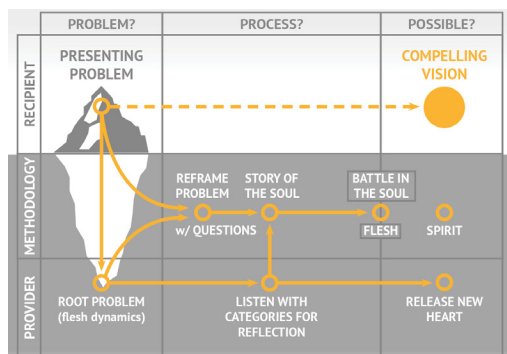 PROBLEM?
PROCESS?
POSSIBLE?
RECIPIENT
PRESENTING
PROBLEM
COMPELLING
VISION
METHODOLOGY
REFRAME
PROBLEM
w/ QUESTIONS
STORY OF
THE SOUL
BATTLE IN
THE SOUL
FLESH
SPIRIT
PROVIDER
ROOT PROBLEM
(flesh dynamics)
LISTEN WITH
CATEGORIES FOR
REFLECTION
RELEASE NEW
HEART